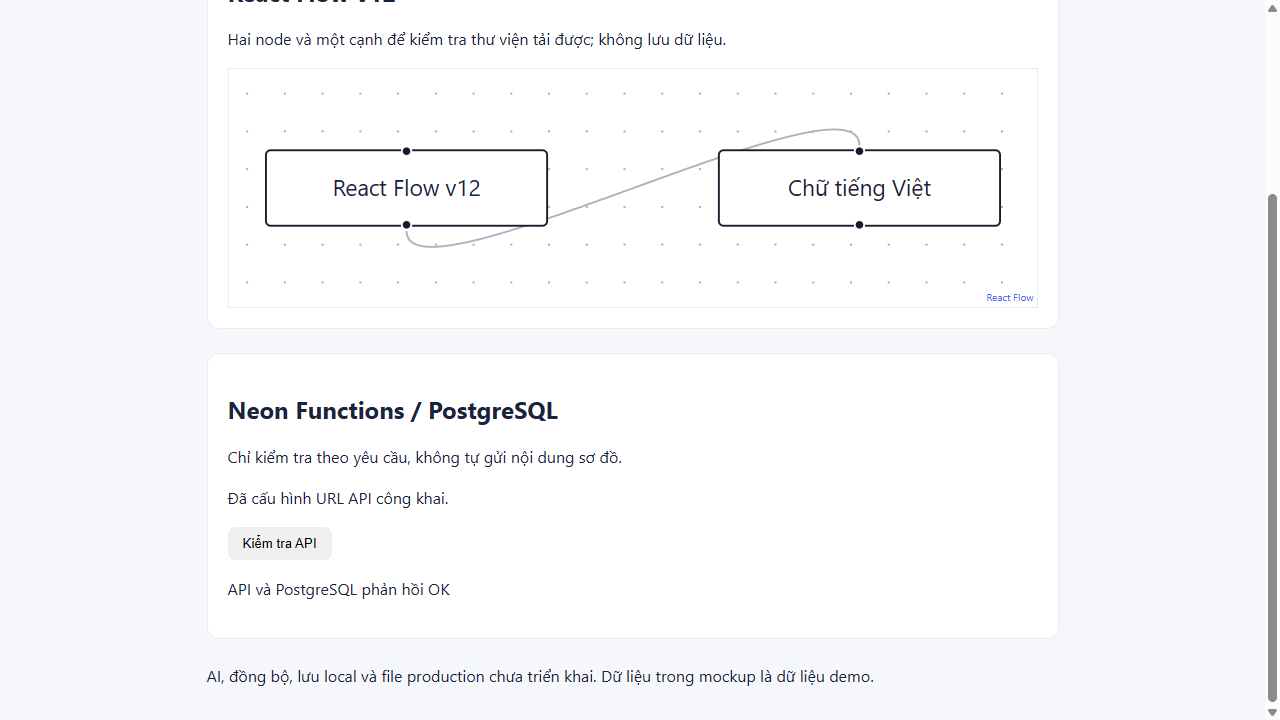 React Flow v12
Hai node và một cạnh để kiểm tra thư viện tải được; không lưu dữ liệu.
React Flow v12
Chữ tiếng Việt
React Flow
Neon Functions / PostgreSQL
Chỉ kiểm tra theo yêu cầu, không tự gửi nội dung sơ đồ.
Đã cấu hình URL API công khai.
Kiểm tra API
API và PostgreSQL phản hồi OK
AI, đồng bộ, lưu local và file production chưa triển khai. Dữ liệu trong mockup là dữ liệu demo.